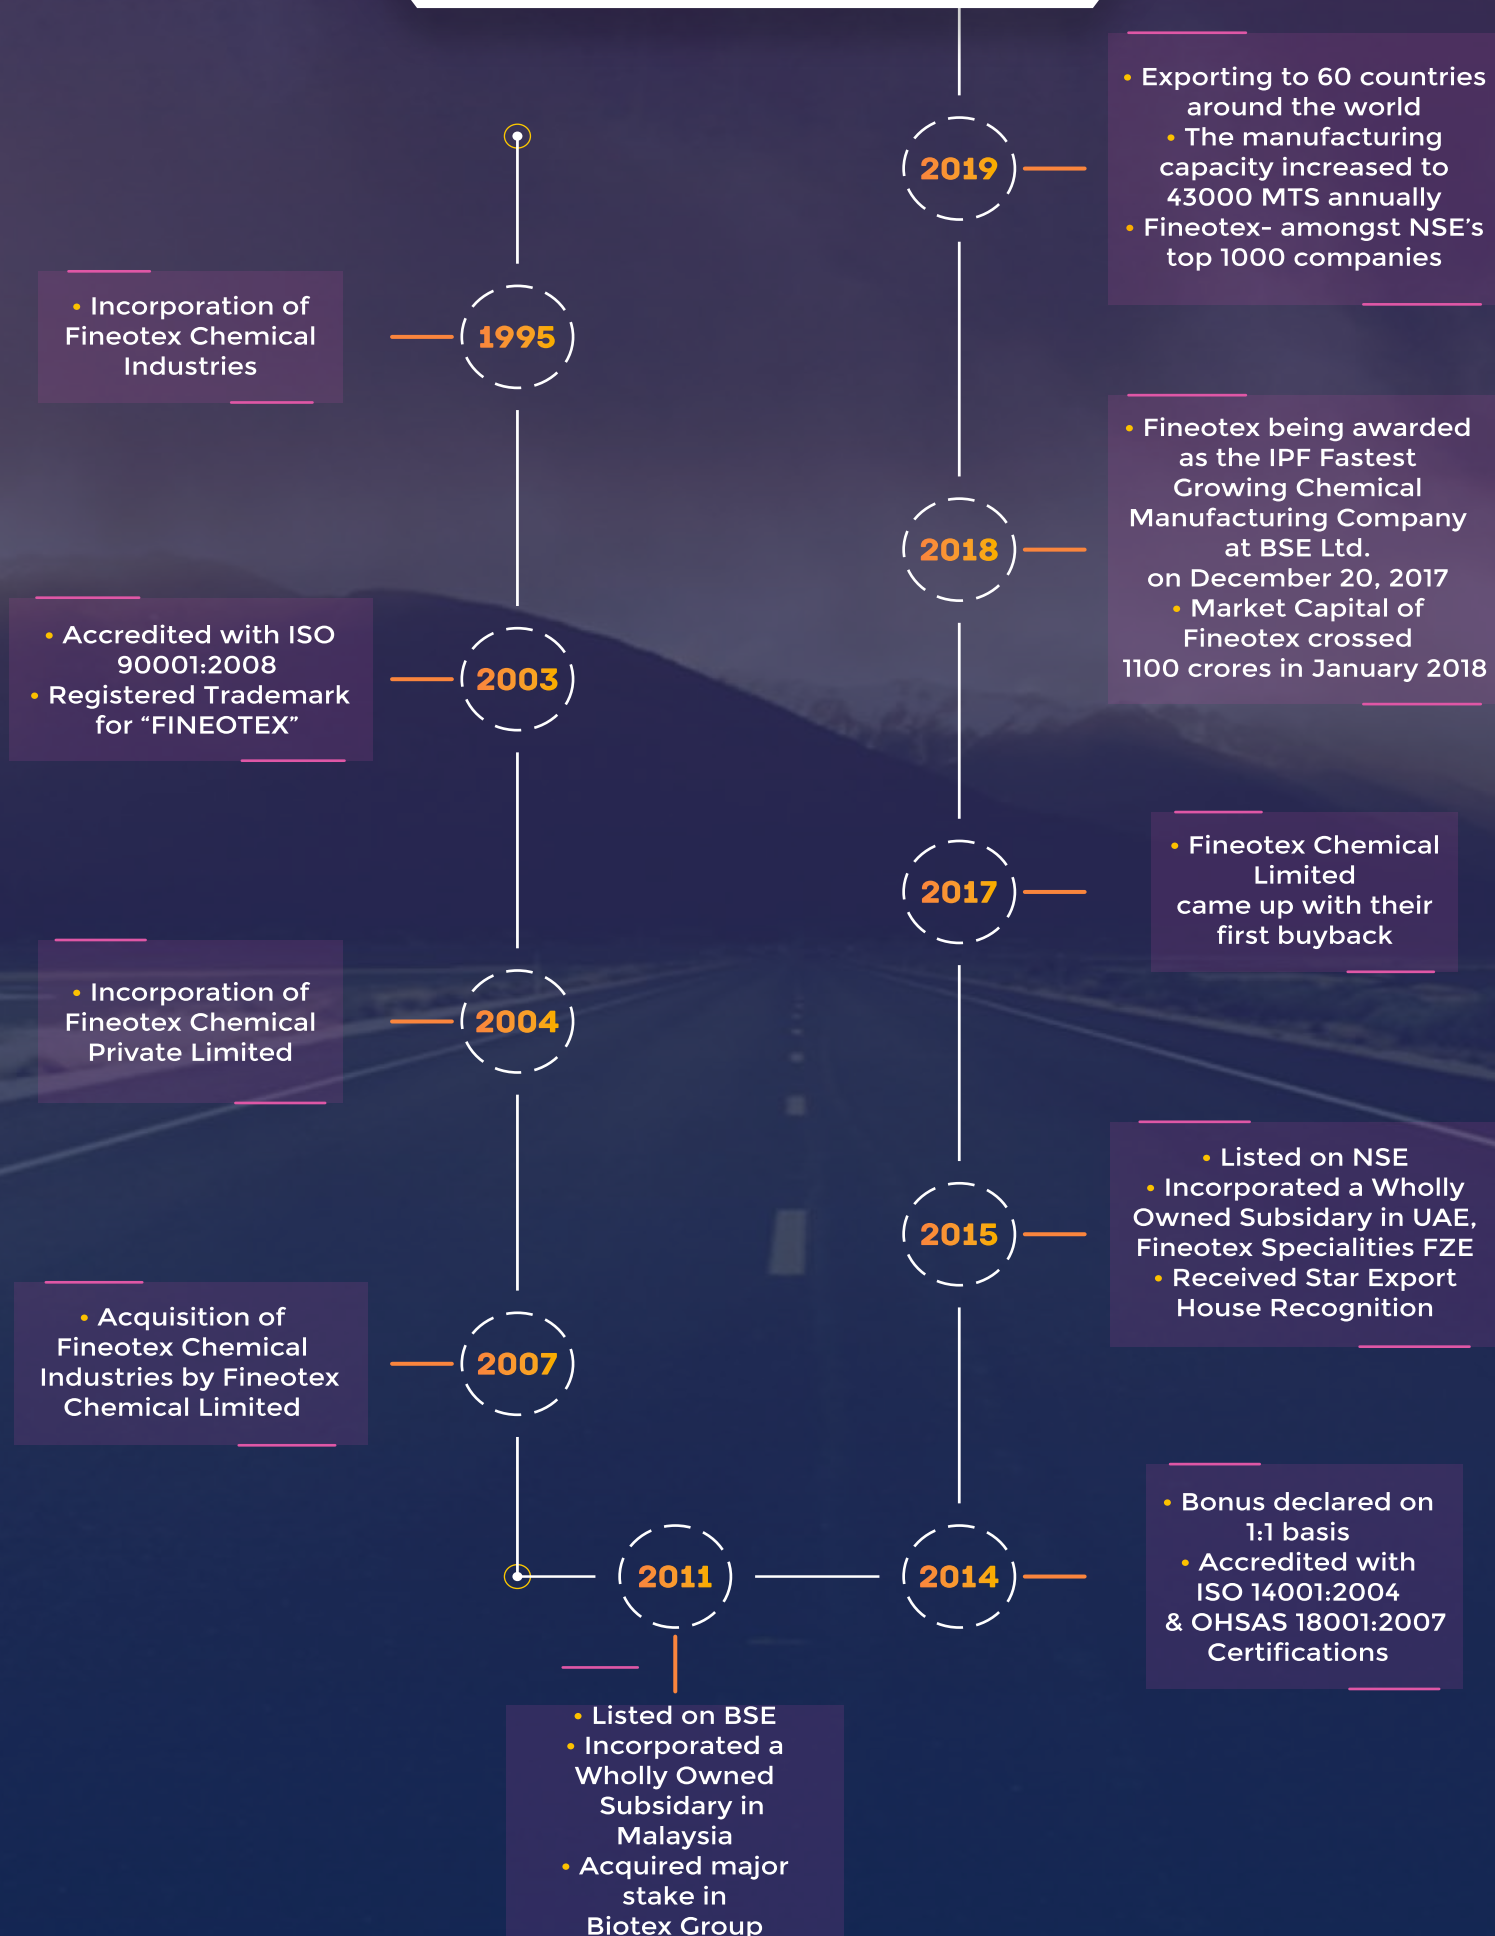 1995
• Incorporation of
Fineotex Chemical
Industries
2003
• Accredited with ISO
90001:2008
• Registered Trademark
for “FINEOTEX”
2004
• Incorporation of
Fineotex Chemical
Private Limited
2007
• Acquisition of
Fineotex Chemical
Industries by Fineotex
Chemical Limited
2011
• Listed on BSE
• Incorporated a
Wholly Owned
Subsidary in
Malaysia
• Acquired major
stake in
Biotex Group
2014
• Bonus declared on
1:1 basis
• Accredited with
ISO 14001:2004
& OHSAS 18001:2007
Certifications
2015
• Listed on NSE
• Incorporated a Wholly
Owned Subsidary in UAE,
Fineotex Specialities FZE
• Received Star Export
House Recognition
2017
• Fineotex Chemical
Limited
came up with their
first buyback
2018
• Fineotex being awarded
as the IPF Fastest
Growing Chemical
Manufacturing Company
at BSE Ltd.
on December 20, 2017
• Market Capital of
Fineotex crossed
1100 crores in January 2018
2019
• Exporting to 60 countries
around the world
• The manufacturing
capacity increased to
43000 MTS annually
• Fineotex- amongst NSE’s
top 1000 companies